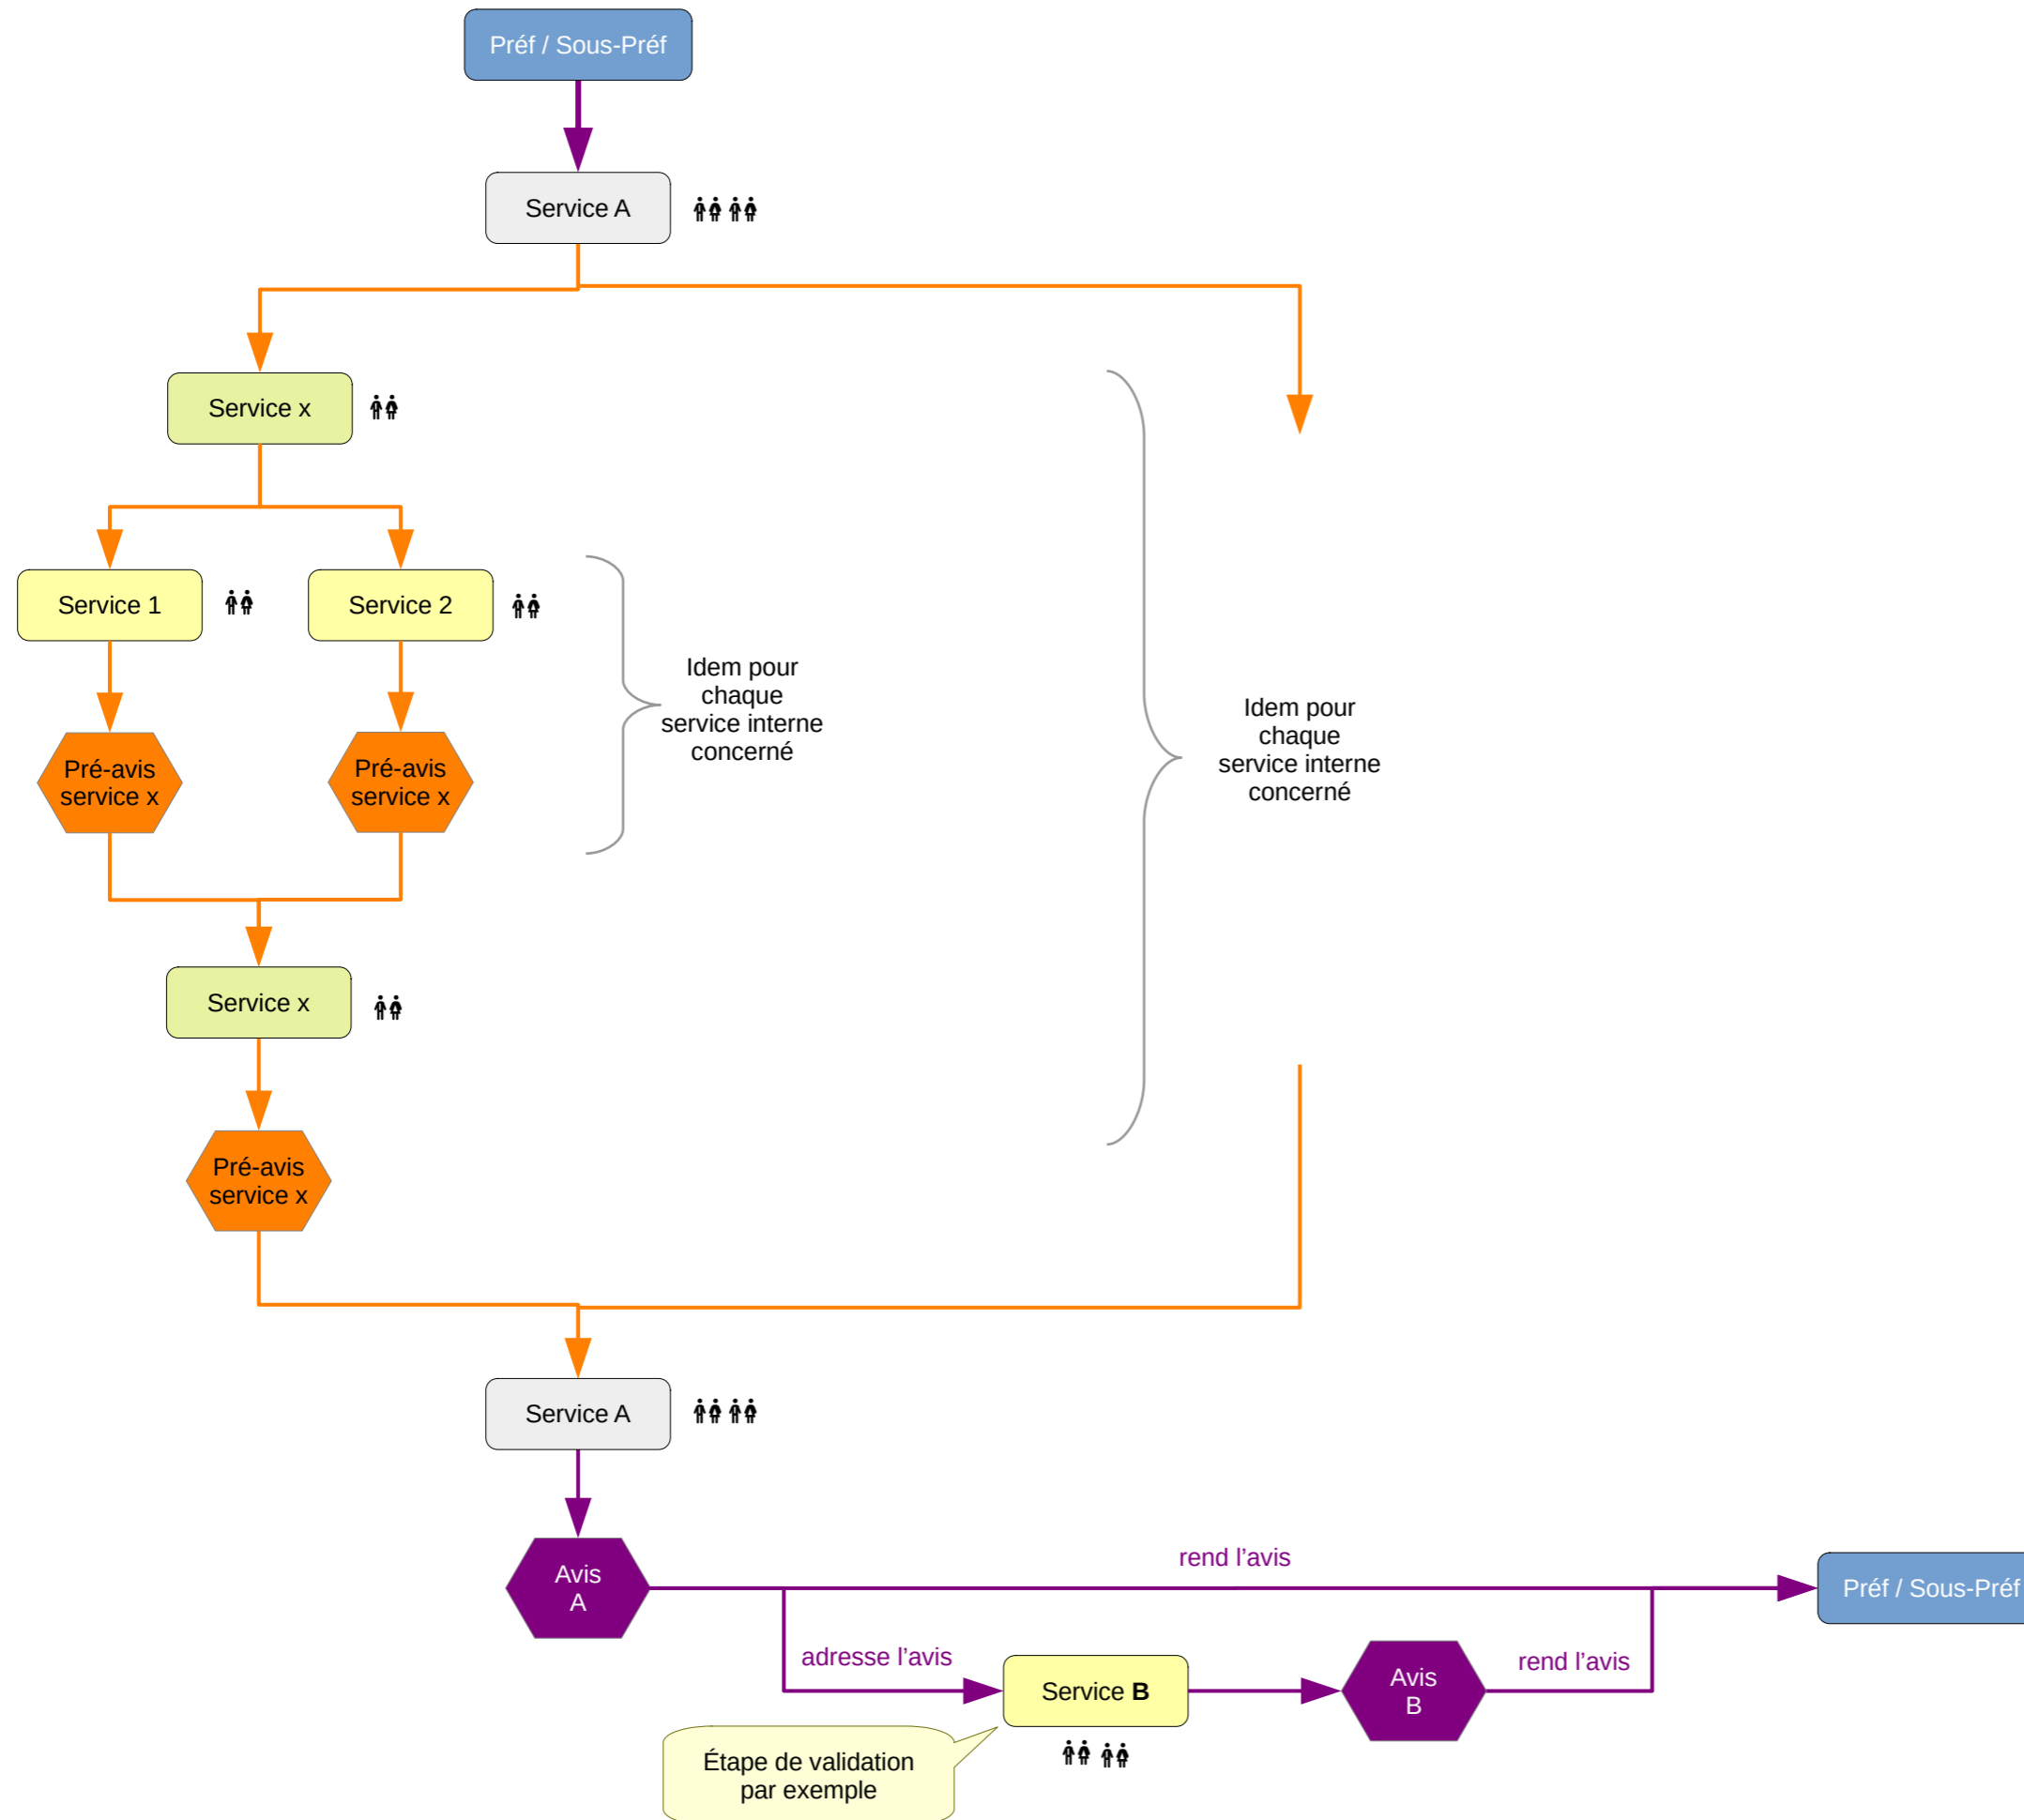 Préf / Sous-Préf
Service A
Service x
Service 1
Service 2
Idem pour
chaque
service interne
concerné
Idem pour
chaque
service interne
concerné
Pré-avis
service x
Pré-avis
service x
Service x
Pré-avis
service x
Service A
Avis
A
rend l’avis
Préf / Sous-Préf
adresse l’avis
Service B
Avis
B
rend l’avis
Étape de validation
par exemple